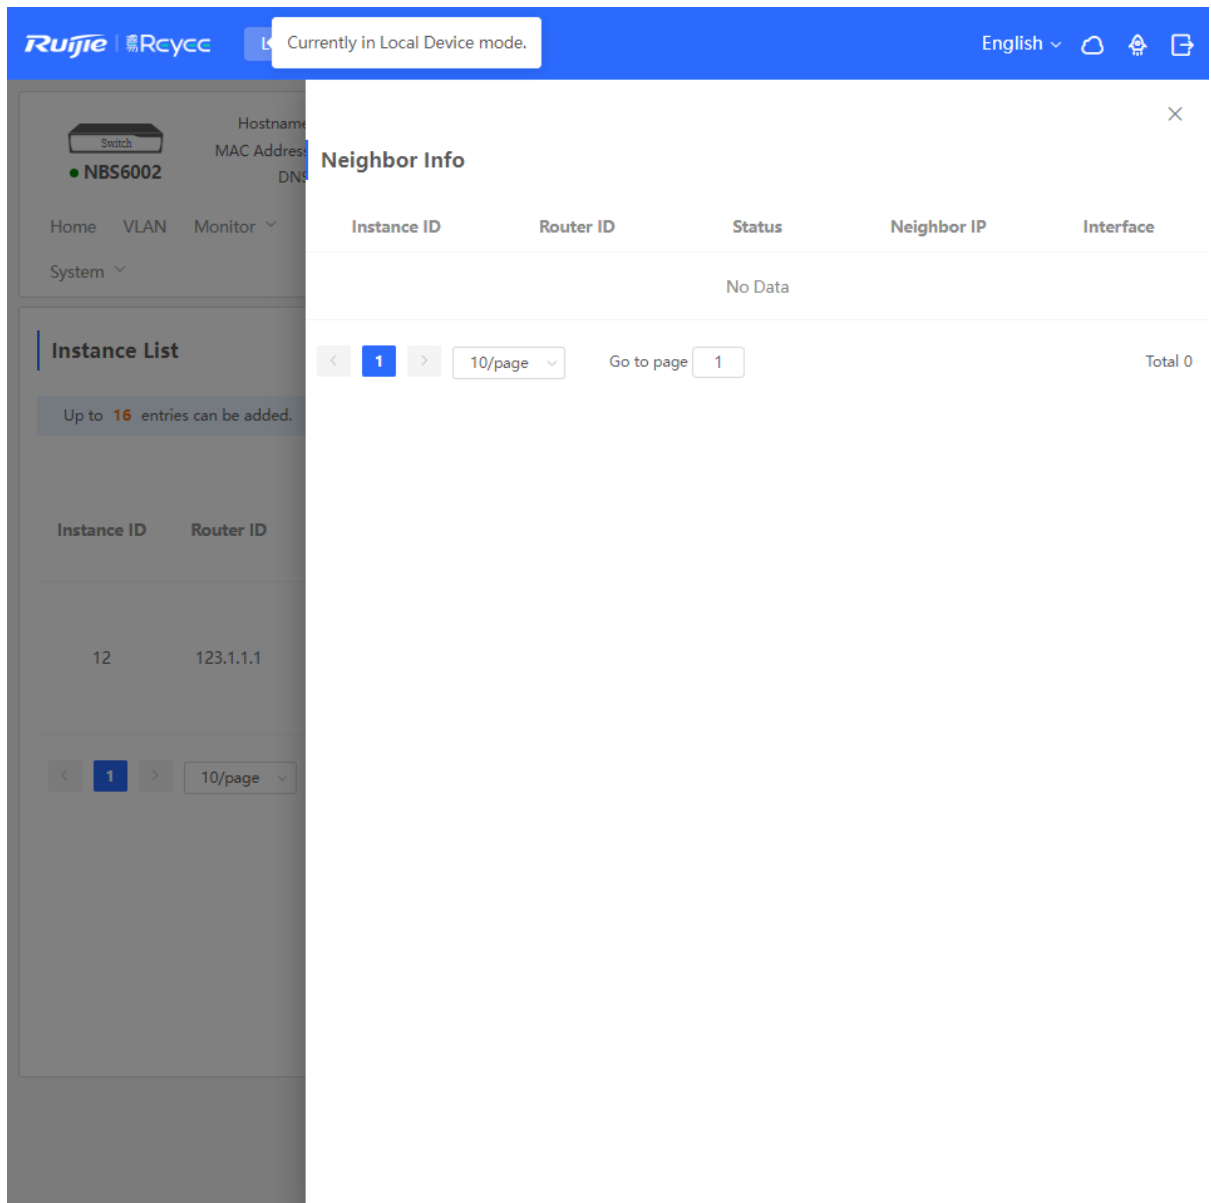 Ruijie Reyee Currently in Local Device mode. English
Switch
NBS6002
Hostname
MAC Address
DNS
Home VLAN Monitor
System
Neighbor Info
Instance ID Router ID Status Neighbor IP Interface
No Data
1 10/page Go to page 1 Total 0
Instance List
Up to 16 entries can be added.
Instance ID Router ID
12 123.1.1.1
1 10/page